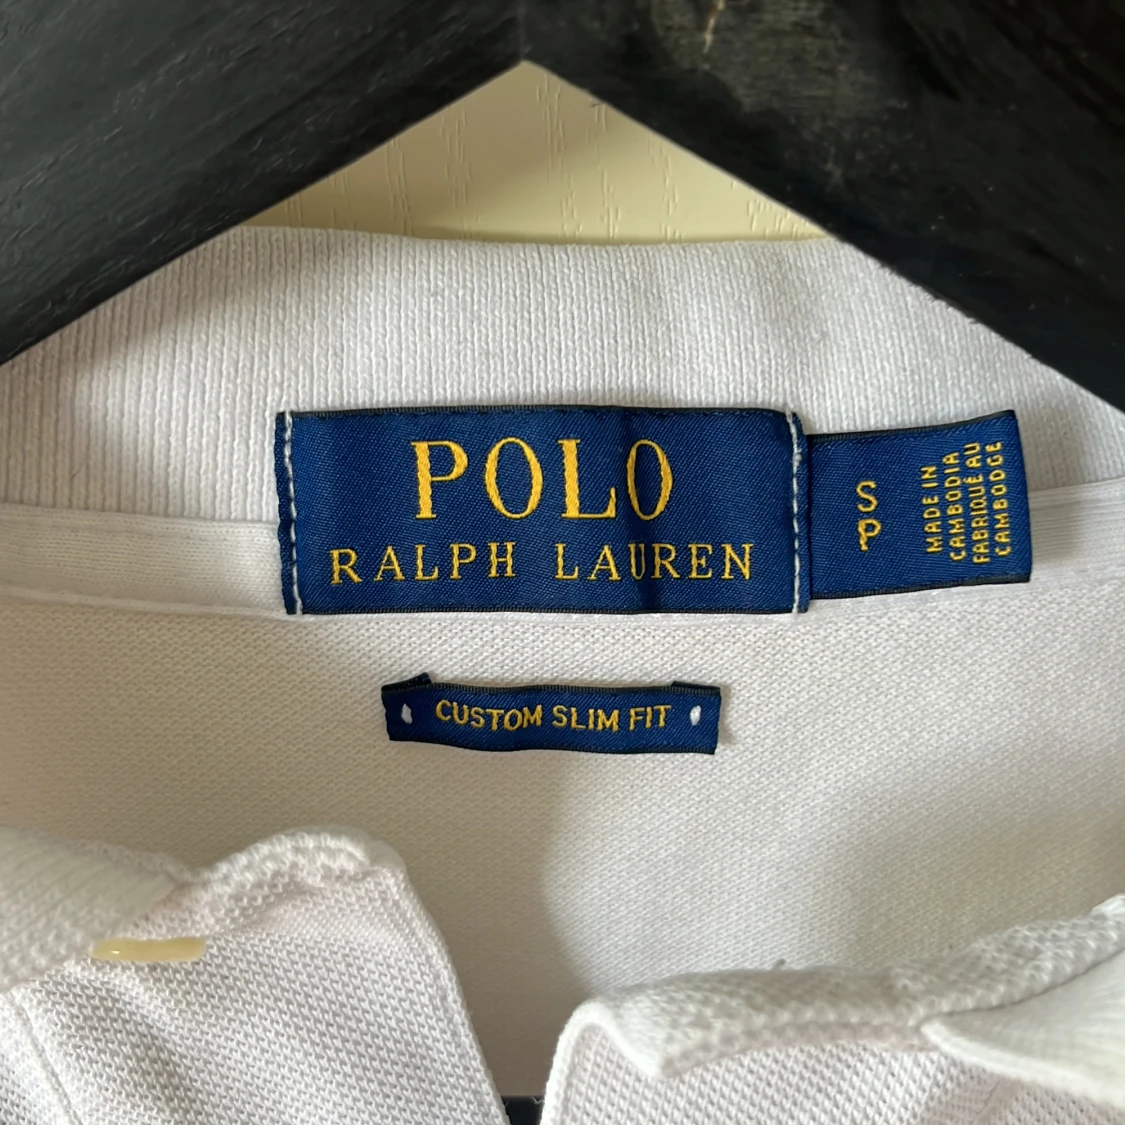 POLO
RALPH LAUREN
S
P
MADE IN
CAMBODIA
FABRIQUÉ AU
CAMBODGE
CUSTOM SLIM FIT